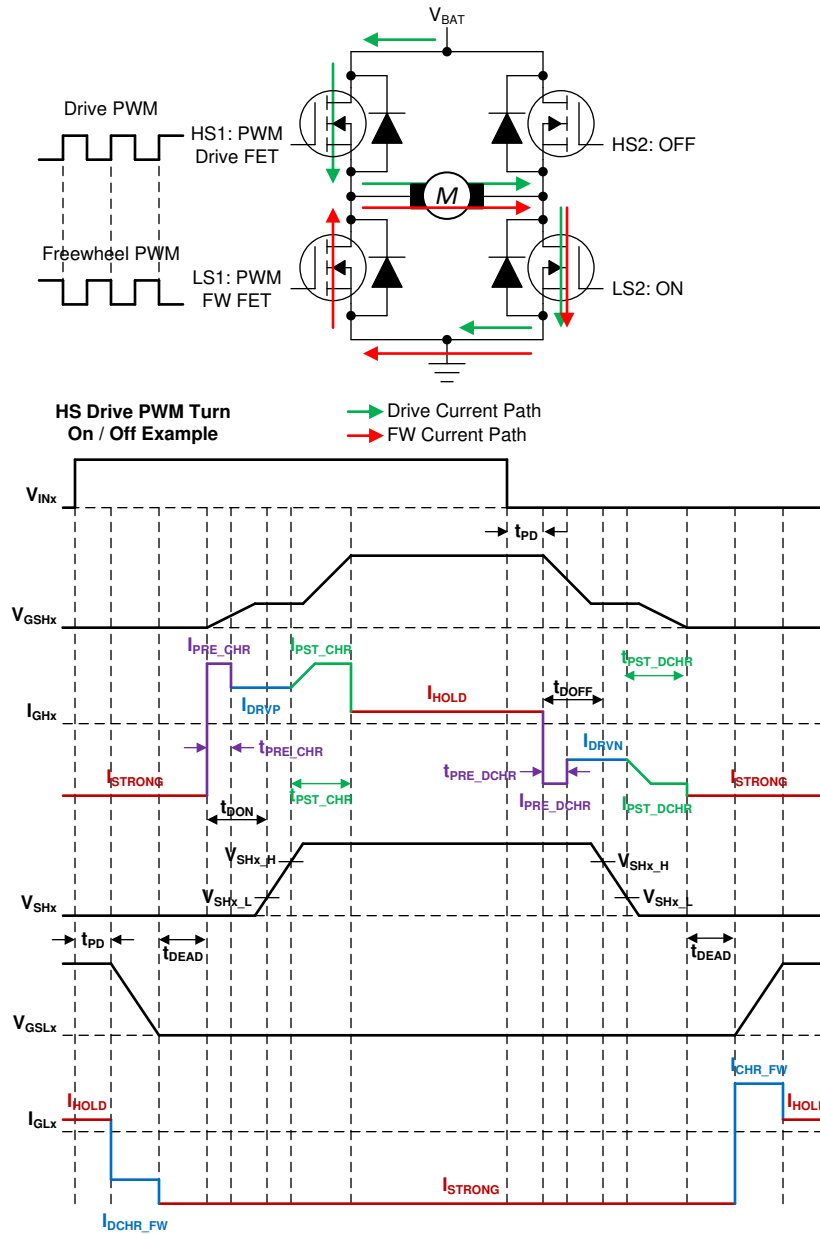 VBAT
Drive PWM
HS1: PWM
Drive FET
HS2: OFF
M
Freewheel PWM
LS1: PWM
FW FET
LS2: ON
HS Drive PWM Turn
On / Off Example
Drive Current Path
FW Current Path
VINx
tPD
VGSHx
IPRE_CHR
IPST_CHR
tPST_DCHR
IDRVP
IHOLD
tDOFF
IGHx
IDRVN
tPRE_CHR
tPRE_DCHR
ISTRONG
ISTRONG
tPST_CHR
IPRE_DCHR
IPST_DCHR
tDON
VSHx_H
VSHx_H
VSHx_L
VSHx_L
VSHx
tPD
tDEAD
tDEAD
VGSLx
ICHR_FW
IHOLD
IHOLD
IGLx
ISTRONG
IDCHR_FW